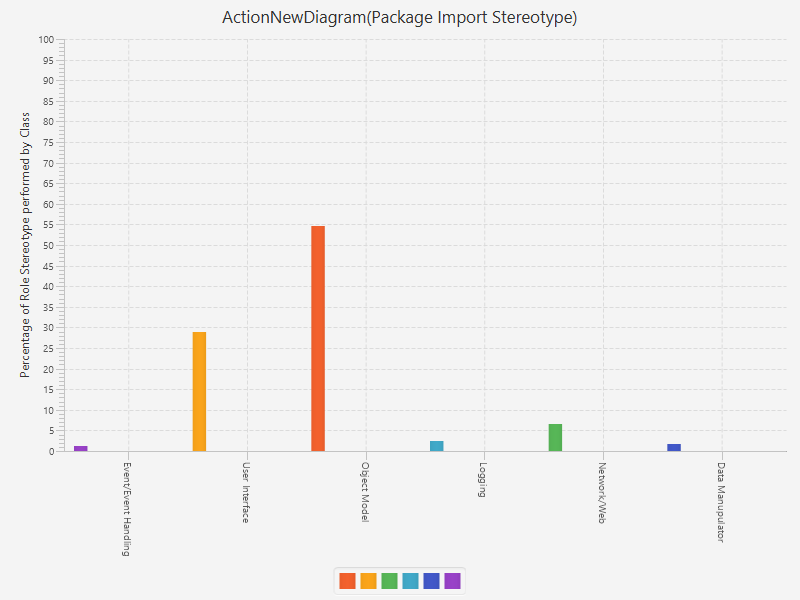 ActionNewDiagram(Package Import Stereotype)
Percentage of Role Stereotype performed by Class
100
95
90
85
80
75
70
65
60
55
50
45
40
35
30
25
20
15
10
5
0
Event/Event Handling
User Interface
Object Model
Logging
Network/Web
Data Manupulator